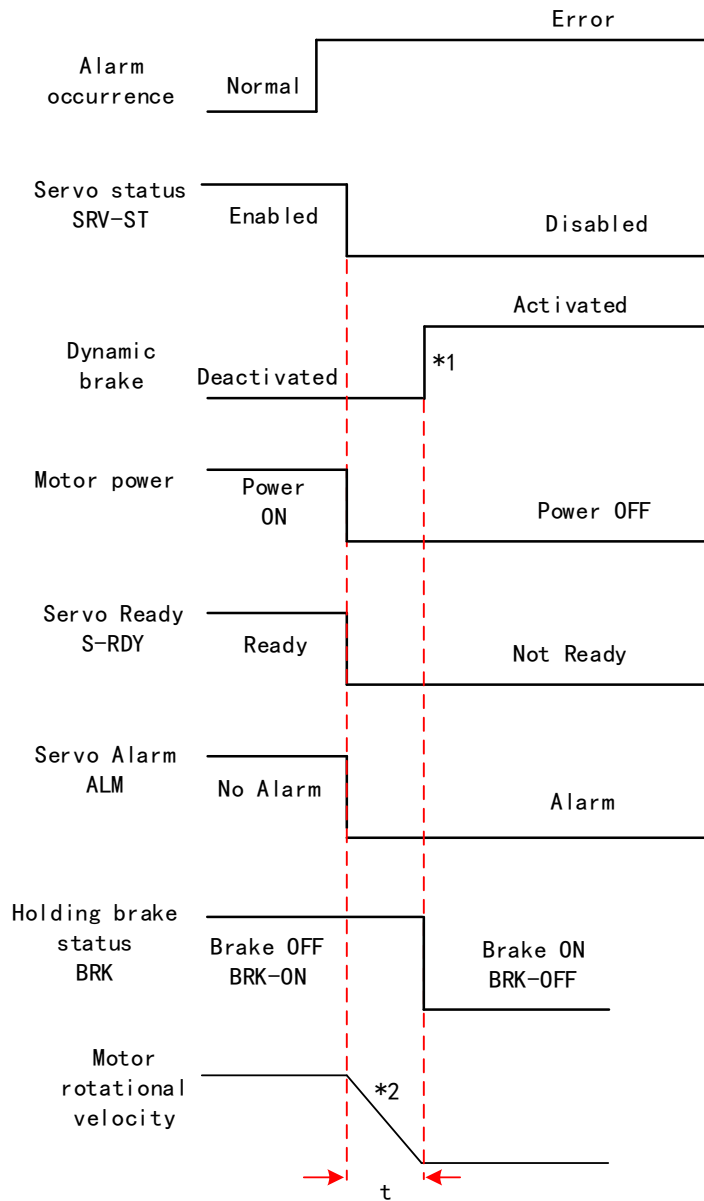 Error
Alarm
occurrence
Normal
Servo status
SRV-ST
Enabled
Disabled
Activated
Dynamic
brake
*1
Deactivated
Motor power
Power
ON
Power OFF
Servo Ready
S-RDY
Ready
Not Ready
Servo Alarm
ALM
No Alarm
Alarm
Holding brake
status
BRK
Brake OFF
BRK-ON
Brake ON
BRK-OFF
Motor
rotational
velocity
*2
t